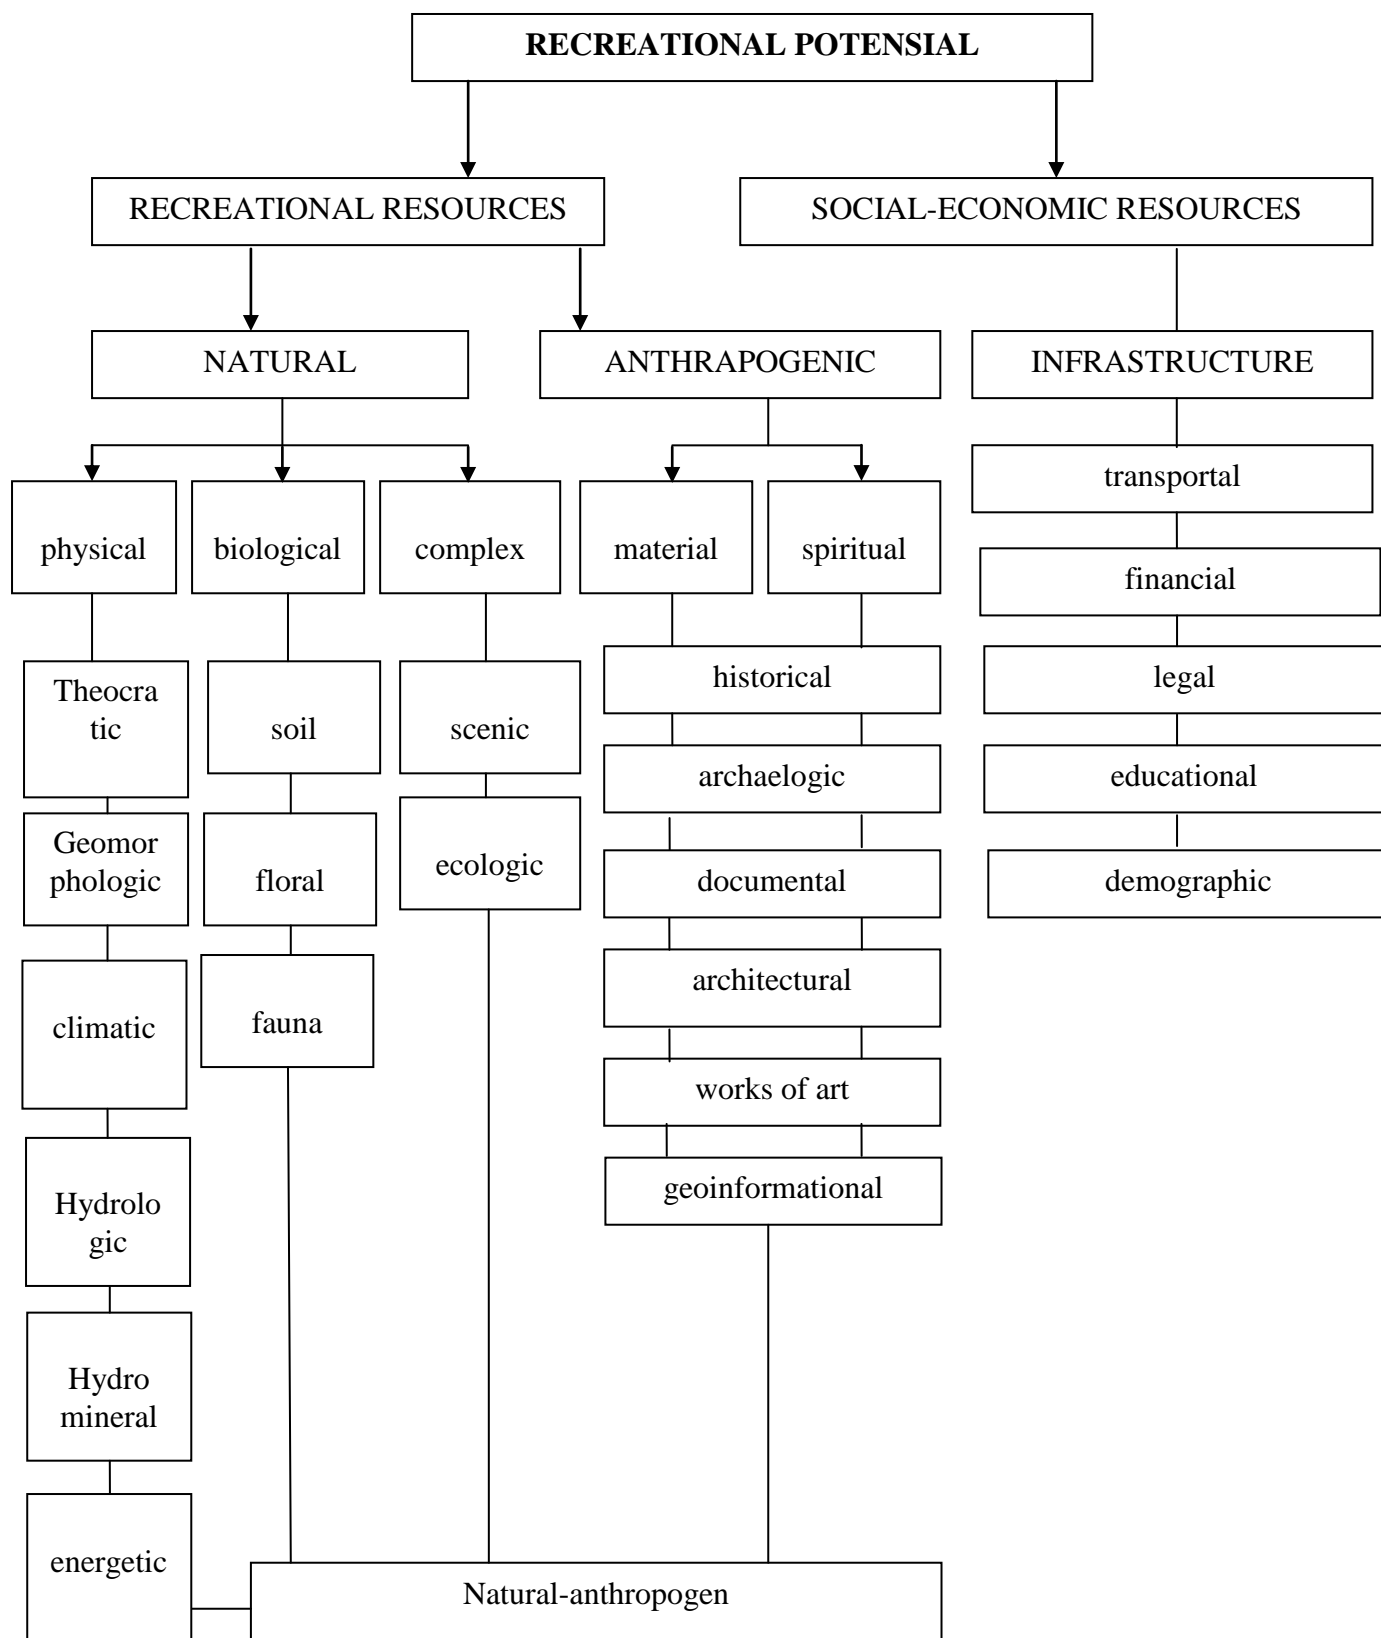 RECREATIONAL POTENSIAL
RECREATIONAL RESOURCES
SOCIAL-ECONOMIC RESOURCES
NATURAL
ANTHRAPOGENIC
INFRASTRUCTURE
physical
biological
complex
material
spiritual
transportal
financial
legal
educational
demographic
Theocra
tic
Geomor
phologic
climatic
Hydrolo
gic
Hydro
mineral
energetic
soil
floral
fauna
scenic
ecologic
historical
archaelogic
documental
architectural
works of art
geoinformational
Natural-anthropogen